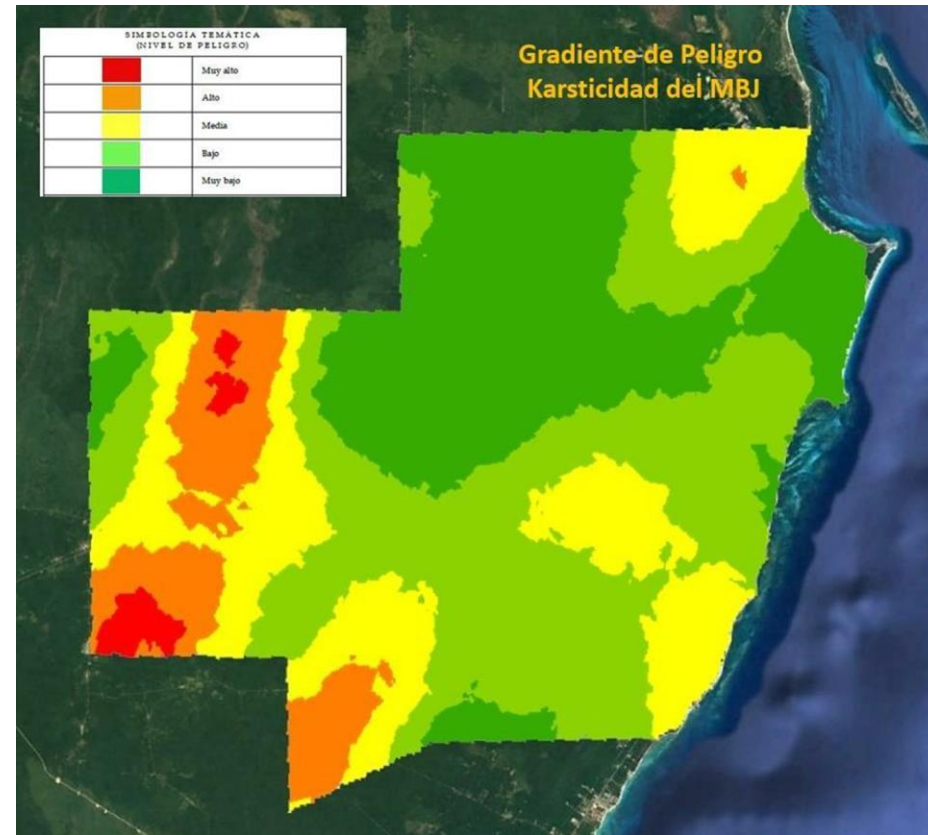 SIMBOLOGÍA TEMÁTICA
(NIVEL DE PELIGRO)
Muy alto
Alto
Media
Bajo
Muy bajo
Gradiente de Peligro
Karsticidad del MBJ